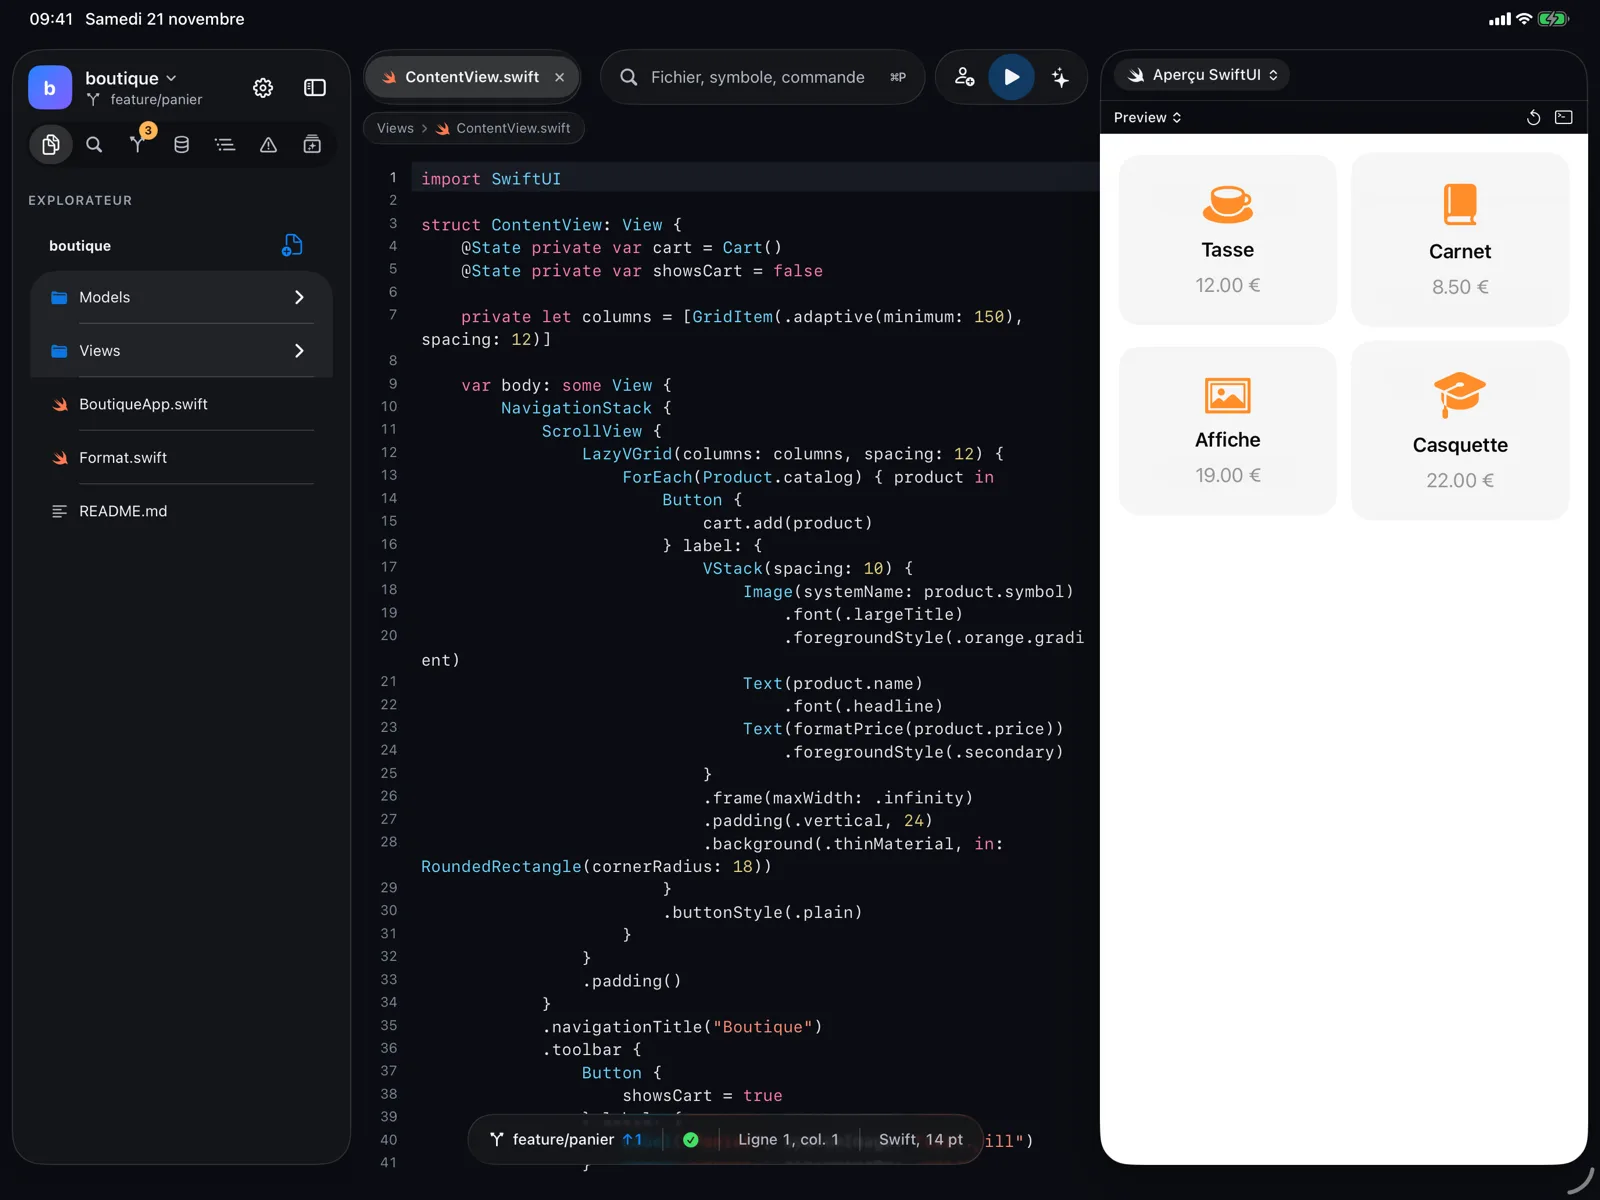 09:41 Samedi 21 novembre
b
boutique
feature/panier
3
EXPLORATEUR
boutique
Models
Views
BoutiqueApp.swift
Format.swift
README.md
ContentView.swift
Fichier, symbole, commande ⌘P
Views > ContentView.swift
1 import SwiftUI
2
3 struct ContentView: View {
4     @State private var cart = Cart()
5     @State private var showsCart = false
6
7     private let columns = [GridItem(.adaptive(minimum: 150),
spacing: 12)]
8
9     var body: some View {
10         NavigationStack {
11             ScrollView {
12                 LazyVGrid(columns: columns, spacing: 12) {
13                     ForEach(Product.catalog) { product in
14                         Button {
15                             cart.add(product)
16                         } label: {
17                             VStack(spacing: 10) {
18                                 Image(systemName: product.symbol)
19                                     .font(.largeTitle)
20                                     .foregroundStyle(.orange.gradi
ent)
21                                 Text(product.name)
22                                     .font(.headline)
23                                 Text(formatPrice(product.price))
24                                     .foregroundStyle(.secondary)
25                             }
26                             .frame(maxWidth: .infinity)
27                             .padding(.vertical, 24)
28                             .background(.thinMaterial, in:
RoundedRectangle(cornerRadius: 18))
29                         }
30                         .buttonStyle(.plain)
31                     }
32                 }
33                 .padding()
34             }
35             .navigationTitle("Boutique")
36             .toolbar {
37                 Button {
38                     showsCart = true
39
40 ill")
41 }
feature/panier ↑1 Ligne 1, col. 1 Swift, 14 pt
Aperçu SwiftUI
Preview
Tasse
12.00 €
Carnet
8.50 €
Affiche
19.00 €
Casquette
22.00 €